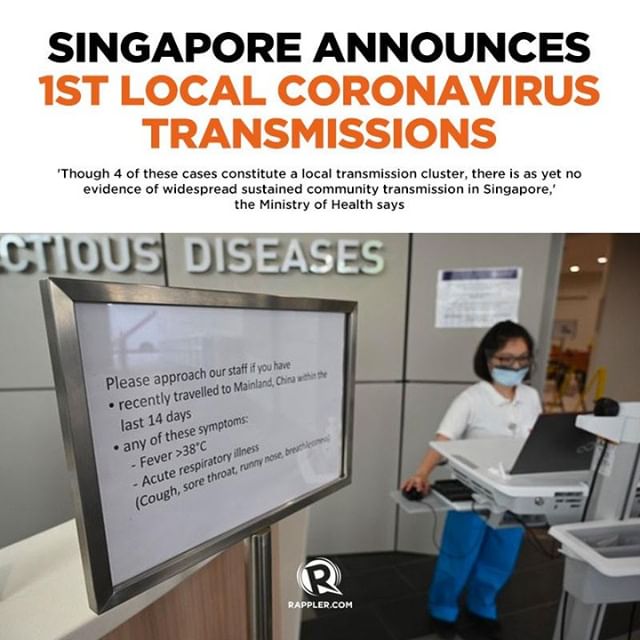 SINGAPORE ANNOUNCES
1ST LOCAL CORONAVIRUS
TRANSMISSIONS
'Though 4 of these cases constitute a local transmission cluster, there is as yet no
evidence of widespread sustained community transmission in Singapore,'
the Ministry of Health says
CTIOUS DISEASES
Please approach our staff if you have
• recently travelled to Mainland, China within the
last 14 days
• any of these symptoms:
- Fever >38°C
- Acute respiratory illness
(Cough, sore throat, runny nose, breathlessness)
R
RAPPLER.COM